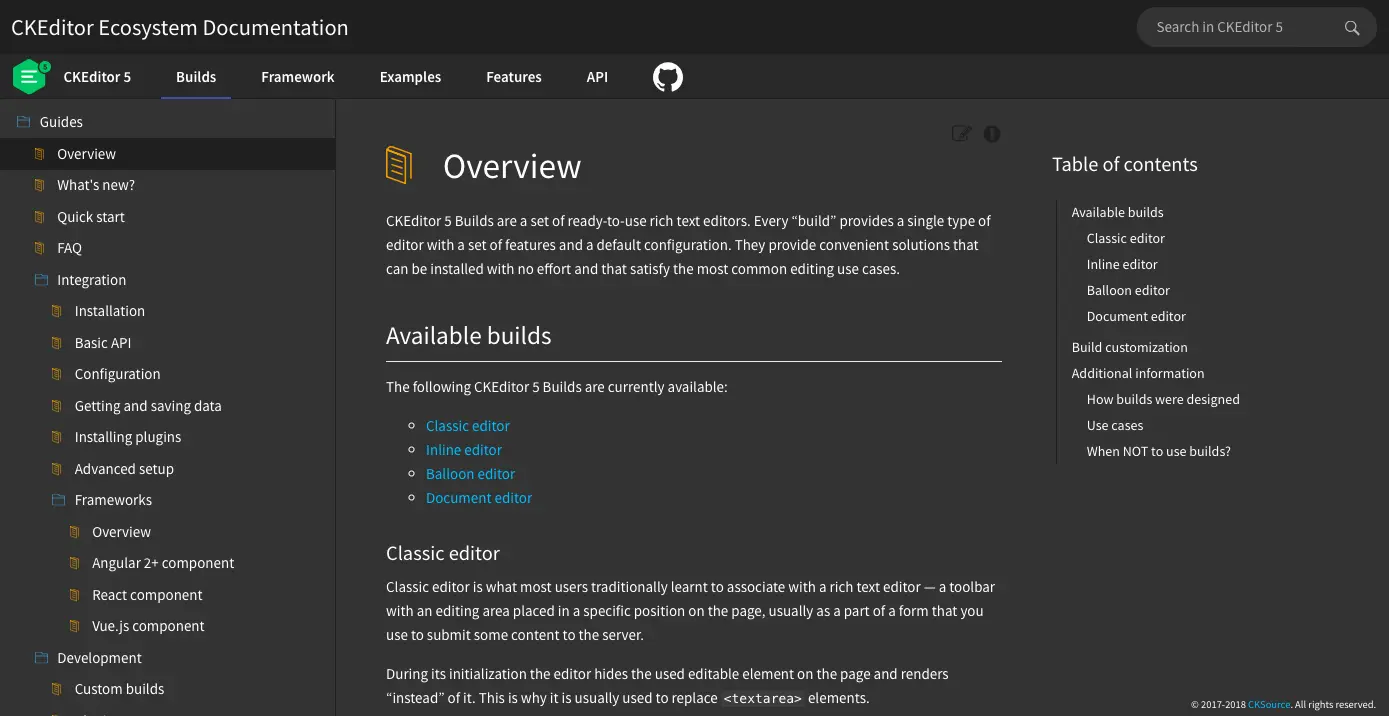 CKEditor Ecosystem Documentation
Search in CKEditor 5
5
CKEditor 5
Builds
Framework
Examples
Features
API
Guides
Overview
What's new?
Quick start
FAQ
Integration
Installation
Basic API
Configuration
Getting and saving data
Installing plugins
Advanced setup
Frameworks
Overview
Angular 2+ component
React component
Vue.js component
Development
Custom builds
Overview
CKEditor 5 Builds are a set of ready-to-use rich text editors. Every “build” provides a single type of
editor with a set of features and a default configuration. They provide convenient solutions that
can be installed with no effort and that satisfy the most common editing use cases.
Available builds
The following CKEditor 5 Builds are currently available:
Classic editor
Inline editor
Balloon editor
Document editor
Classic editor
Classic editor is what most users traditionally learnt to associate with a rich text editor — a toolbar
with an editing area placed in a specific position on the page, usually as a part of a form that you
use to submit some content to the server.
During its initialization the editor hides the used editable element on the page and renders
“instead” of it. This is why it is usually used to replace <textarea> elements.
Table of contents
Available builds
Classic editor
Inline editor
Balloon editor
Document editor
Build customization
Additional information
How builds were designed
Use cases
When NOT to use builds?
© 2017-2018 CKSource. All rights reserved.